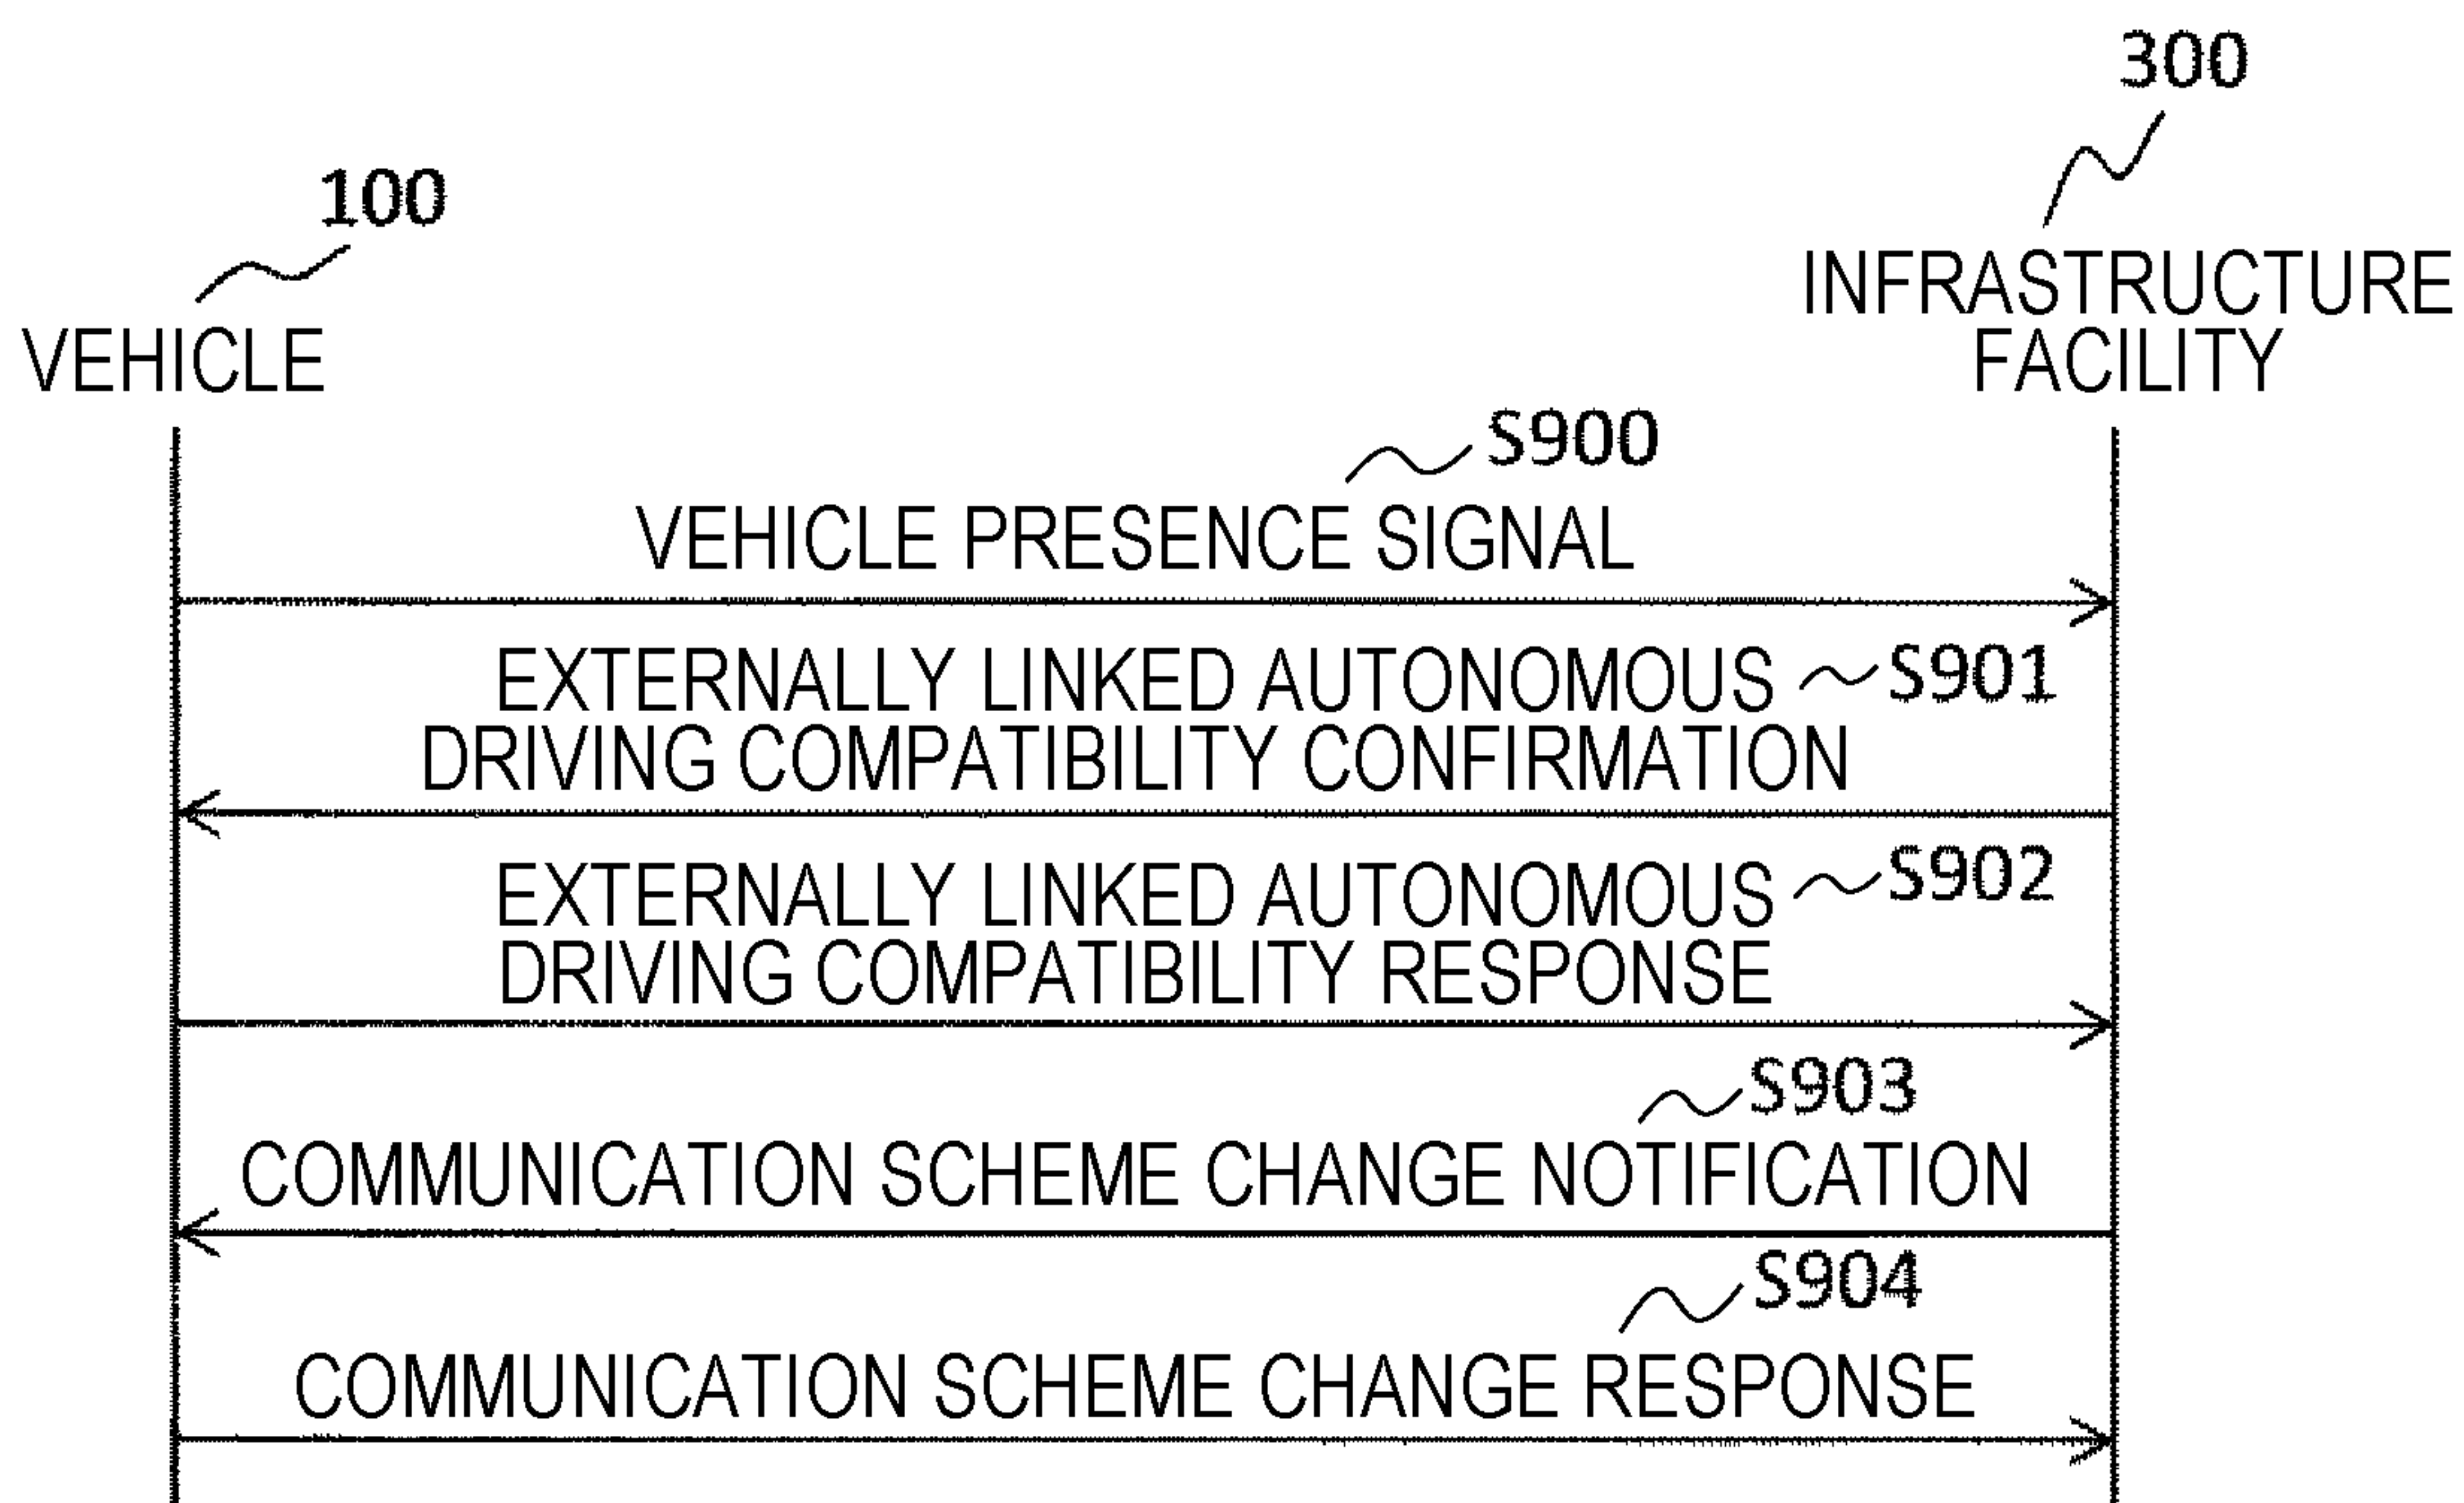 300
100
INFRASTRUCTURE
FACILITY
VEHICLE
S900
VEHICLE PRESENCE SIGNAL
EXTERNALLY LINKED AUTONOMOUS S901
DRIVING COMPATIBILITY CONFIRMATION
EXTERNALLY LINKED AUTONOMOUS S902
DRIVING COMPATIBILITY RESPONSE
S903
COMMUNICATION SCHEME CHANGE NOTIFICATION
S904
COMMUNICATION SCHEME CHANGE RESPONSE